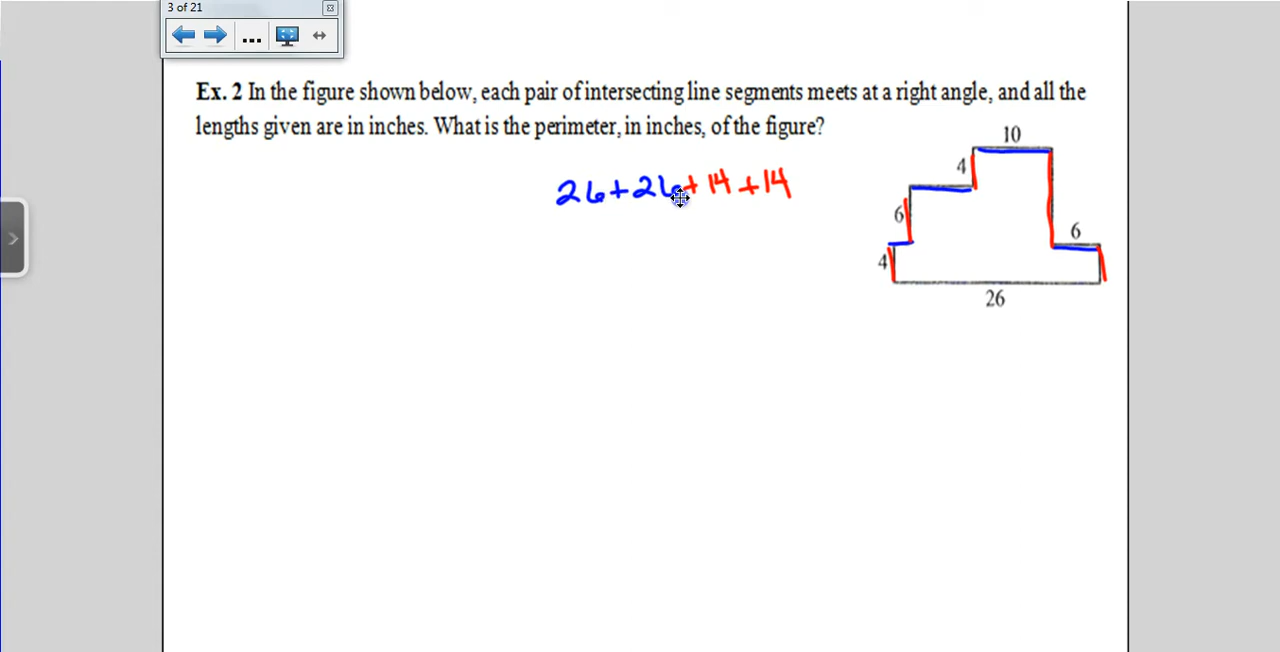 3 of 21
Ex. 2 In the figure shown below, each pair of intersecting line segments meets at a right angle, and all the
lengths given are in inches. What is the perimeter, in inches, of the figure?
26+26+14+14
10
4
6
6
4
26